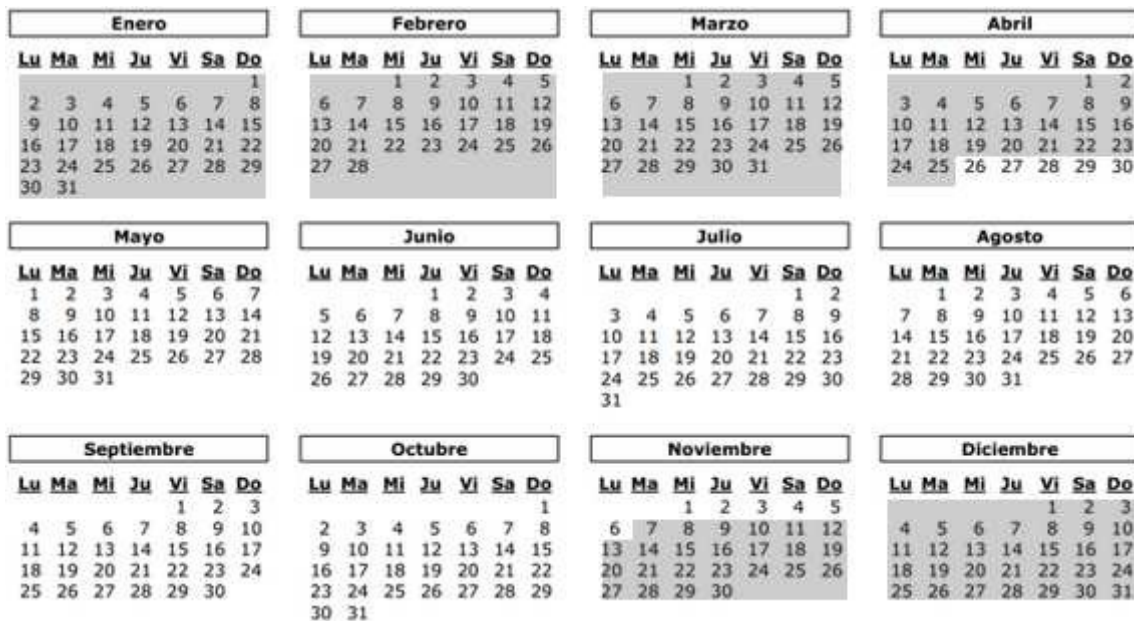 Enero Febrero Marzo Abril
Lu Ma Mi Ju Vi Sa Do Lu Ma Mi Ju Vi Sa Do Lu Ma Mi Ju Vi Sa Do Lu Ma Mi Ju Vi Sa Do
1 1 2 3 4 5 1 2 3 4 5 1 2
2 3 4 5 6 7 8 6 7 8 9 10 11 12 6 7 8 9 10 11 12 3 4 5 6 7 8 9
9 10 11 12 13 14 15 13 14 15 16 17 18 19 13 14 15 16 17 18 19 10 11 12 13 14 15 16
16 17 18 19 20 21 22 20 21 22 23 24 25 26 20 21 22 23 24 25 26 17 18 19 20 21 22 23
23 24 25 26 27 28 29 27 28 27 28 29 30 31 24 25 26 27 28 29 30
30 31
Mayo Junio Julio Agosto
Lu Ma Mi Ju Vi Sa Do Lu Ma Mi Ju Vi Sa Do Lu Ma Mi Ju Vi Sa Do Lu Ma Mi Ju Vi Sa Do
1 2 3 4 5 6 7 1 2 3 4 1 2 1 2 3 4 5 6
8 9 10 11 12 13 14 5 6 7 8 9 10 11 3 4 5 6 7 8 9 7 8 9 10 11 12 13
15 16 17 18 19 20 21 12 13 14 15 16 17 18 10 11 12 13 14 15 16 14 15 16 17 18 19 20
22 23 24 25 26 27 28 19 20 21 22 23 24 25 17 18 19 20 21 22 23 21 22 23 24 25 26 27
29 30 31 26 27 28 29 30 24 25 26 27 28 29 30 28 29 30 31
31
Septiembre Octubre Noviembre Diciembre
Lu Ma Mi Ju Vi Sa Do Lu Ma Mi Ju Vi Sa Do Lu Ma Mi Ju Vi Sa Do Lu Ma Mi Ju Vi Sa Do
1 2 3 1 1 2 3 4 5 1 2 3
4 5 6 7 8 9 10 2 3 4 5 6 7 8 6 7 8 9 10 11 12 4 5 6 7 8 9 10
11 12 13 14 15 16 17 9 10 11 12 13 14 15 13 14 15 16 17 18 19 11 12 13 14 15 16 17
18 19 20 21 22 23 24 16 17 18 19 20 21 22 20 21 22 23 24 25 26 18 19 20 21 22 23 24
25 26 27 28 29 30 23 24 25 26 27 28 29 27 28 29 30 25 26 27 28 29 30 31
30 31